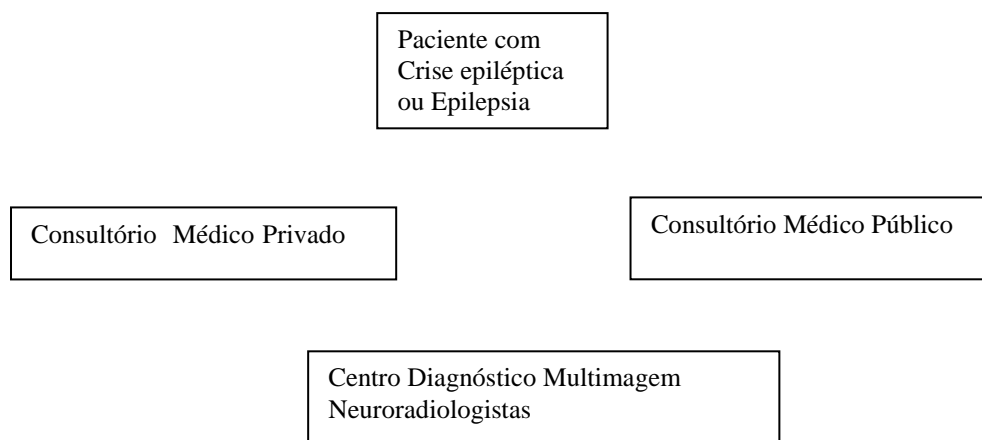 Paciente com
Crise epiléptica
ou Epilepsia
Consultório Médico Privado
Consultório Médico Público
Centro Diagnóstico Multimagem
Neuroradiologistas